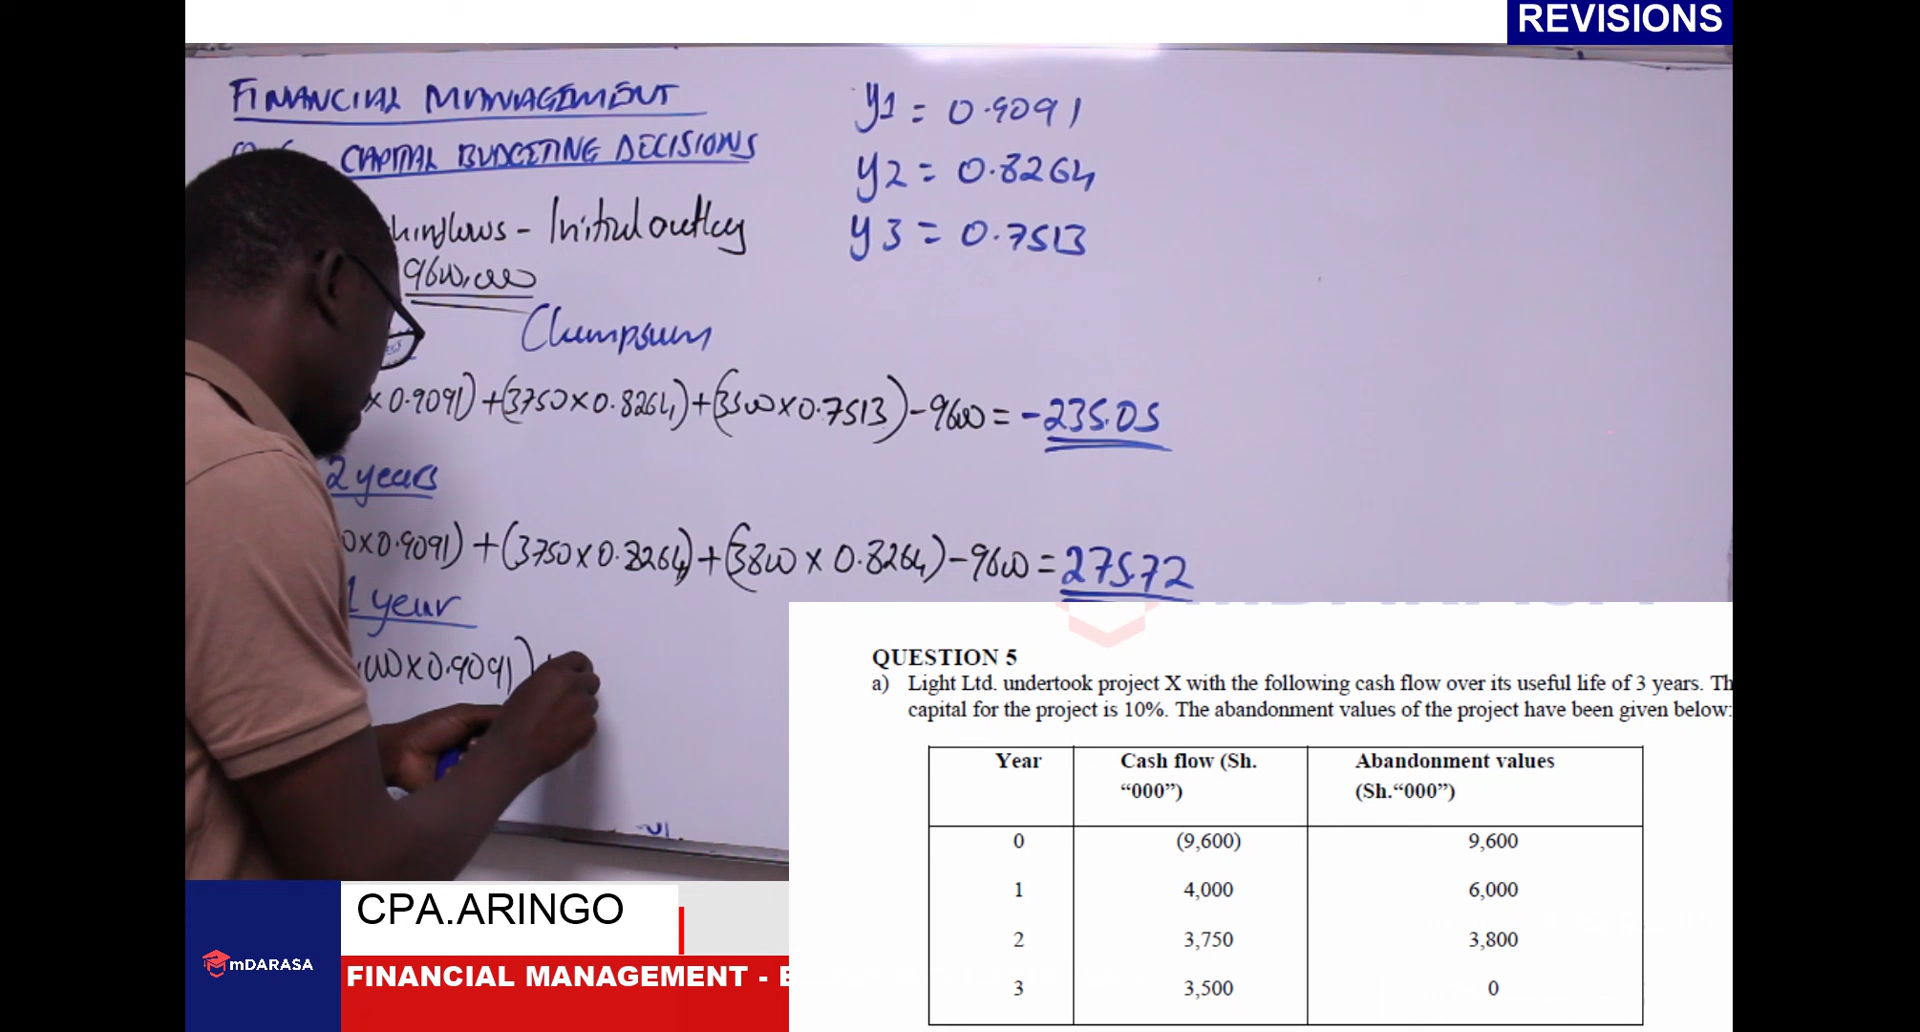 REVISIONS
FINANCIAL MANAGEMENT
CAPITAL BUDGETING DECISIONS
- Initial outlay
9600,000
y1 = 0.9091
y2 = 0.8264
y3 = 0.7513
× 0.9091) + (3750 × 0.8264) + (3500 × 0.7513) - 9600 = -235.05
2 years
0 × 0.9091) + (3750 × 0.8264) + (3800 × 0.8264) - 9600 = 275.72
1 year
00 × 0.9091)
QUESTION 5
a) Light Ltd. undertook project X with the following cash flow over its useful life of 3 years. Th
capital for the project is 10%. The abandonment values of the project have been given below:
Year Cash flow (Sh. “000”) Abandonment values (Sh.“000”)
0 (9,600) 9,600
1 4,000 6,000
2 3,750 3,800
3 3,500 0
CPA.ARINGO
mDARASA
FINANCIAL MANAGEMENT -